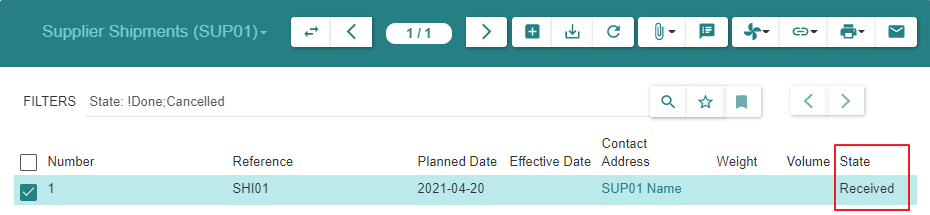 Supplier Shipments (SUP01)
1 / 1
FILTERS State: !Done;Cancelled
Number Reference Planned Date Effective Date Contact Address Weight Volume State
1 SHI01 2021-04-20 SUP01 Name Received